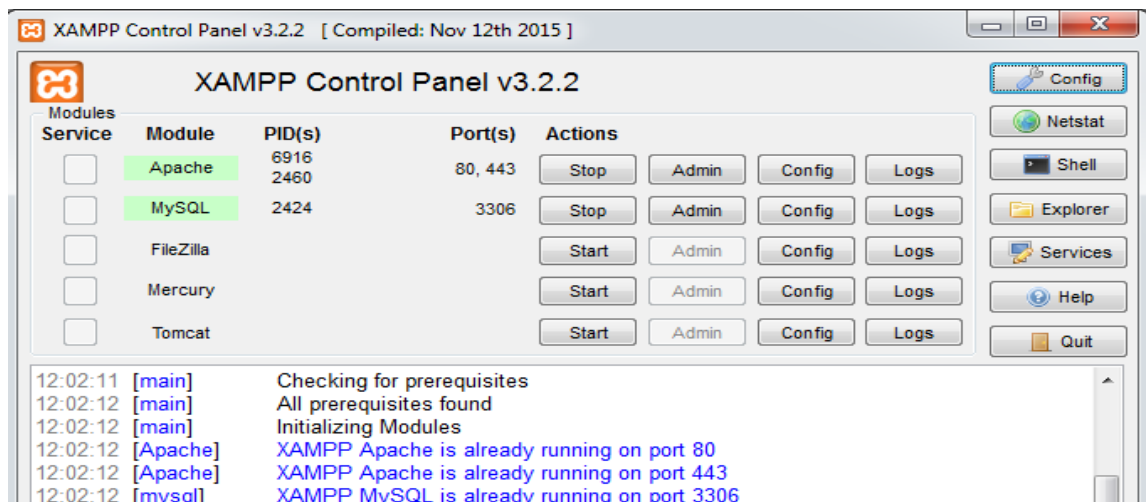 XAMPP Control Panel v3.2.2 [ Compiled: Nov 12th 2015 ]
XAMPP Control Panel v3.2.2
Config
Modules
Service Module PID(s) Port(s) Actions
Netstat
Apache 6916 2460 80, 443 Stop Admin Config Logs
Shell
MySQL 2424 3306 Stop Admin Config Logs
Explorer
FileZilla Start Admin Config Logs
Services
Mercury Start Admin Config Logs
Help
Tomcat Start Admin Config Logs
Quit
12:02:11 [main] Checking for prerequisites
12:02:12 [main] All prerequisites found
12:02:12 [main] Initializing Modules
12:02:12 [Apache] XAMPP Apache is already running on port 80
12:02:12 [Apache] XAMPP Apache is already running on port 443
12:02:12 [mysql] XAMPP MySQL is already running on port 3306